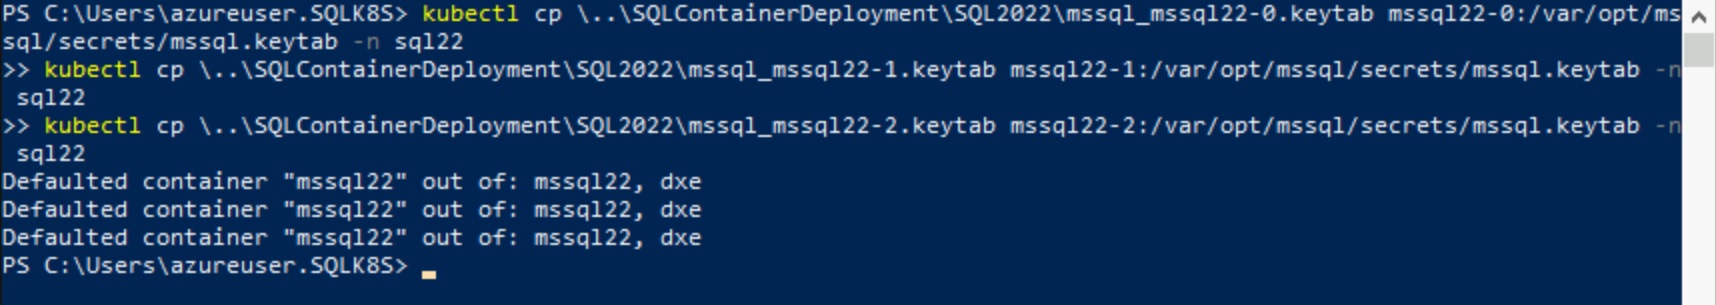 PS C:\Users\azureuser.SQLK8S> kubectl cp \..\SQLContainerDeployment\SQL2022\mssql_mssql22-0.keytab mssql22-0:/var/opt/ms
sql/secrets/mssql.keytab -n sql22
>> kubectl cp \..\SQLContainerDeployment\SQL2022\mssql_mssql22-1.keytab mssql22-1:/var/opt/mssql/secrets/mssql.keytab -n
 sql22
>> kubectl cp \..\SQLContainerDeployment\SQL2022\mssql_mssql22-2.keytab mssql22-2:/var/opt/mssql/secrets/mssql.keytab -n
 sql22
Defaulted container "mssql22" out of: mssql22, dxe
Defaulted container "mssql22" out of: mssql22, dxe
Defaulted container "mssql22" out of: mssql22, dxe
PS C:\Users\azureuser.SQLK8S>